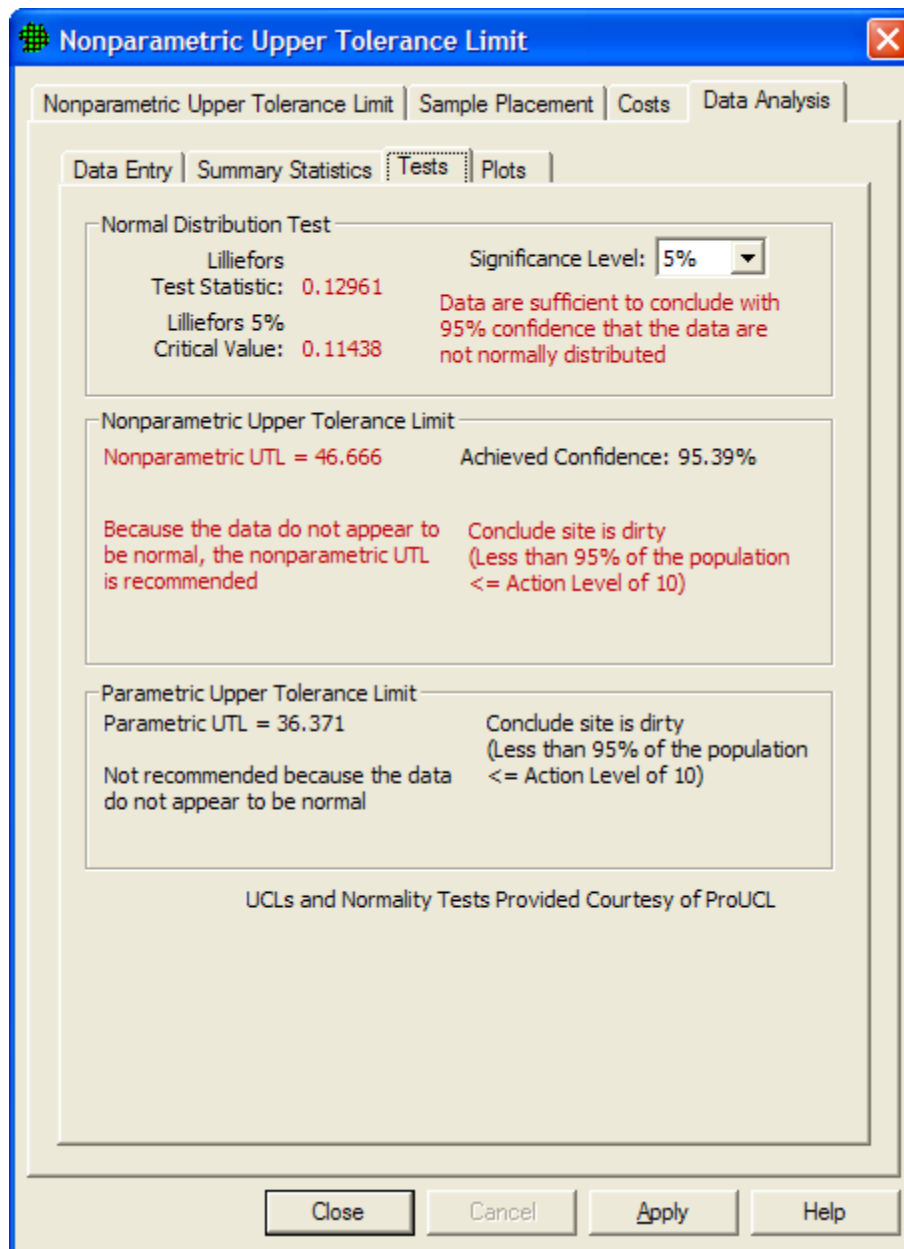 Nonparametric Upper Tolerance Limit
Nonparametric Upper Tolerance Limit Sample Placement Costs Data Analysis
Data Entry Summary Statistics Tests Plots
Normal Distribution Test
Lilliefors
Test Statistic: 0.12961
Lilliefors 5%
Critical Value: 0.11438
Significance Level: 5%
Data are sufficient to conclude with
95% confidence that the data are
not normally distributed
Nonparametric Upper Tolerance Limit
Nonparametric UTL = 46.666
Achieved Confidence: 95.39%
Because the data do not appear to
be normal, the nonparametric UTL
is recommended
Conclude site is dirty
(Less than 95% of the population
<= Action Level of 10)
Parametric Upper Tolerance Limit
Parametric UTL = 36.371
Not recommended because the data
do not appear to be normal
Conclude site is dirty
(Less than 95% of the population
<= Action Level of 10)
UCLs and Normality Tests Provided Courtesy of ProUCL
Close Cancel Apply Help